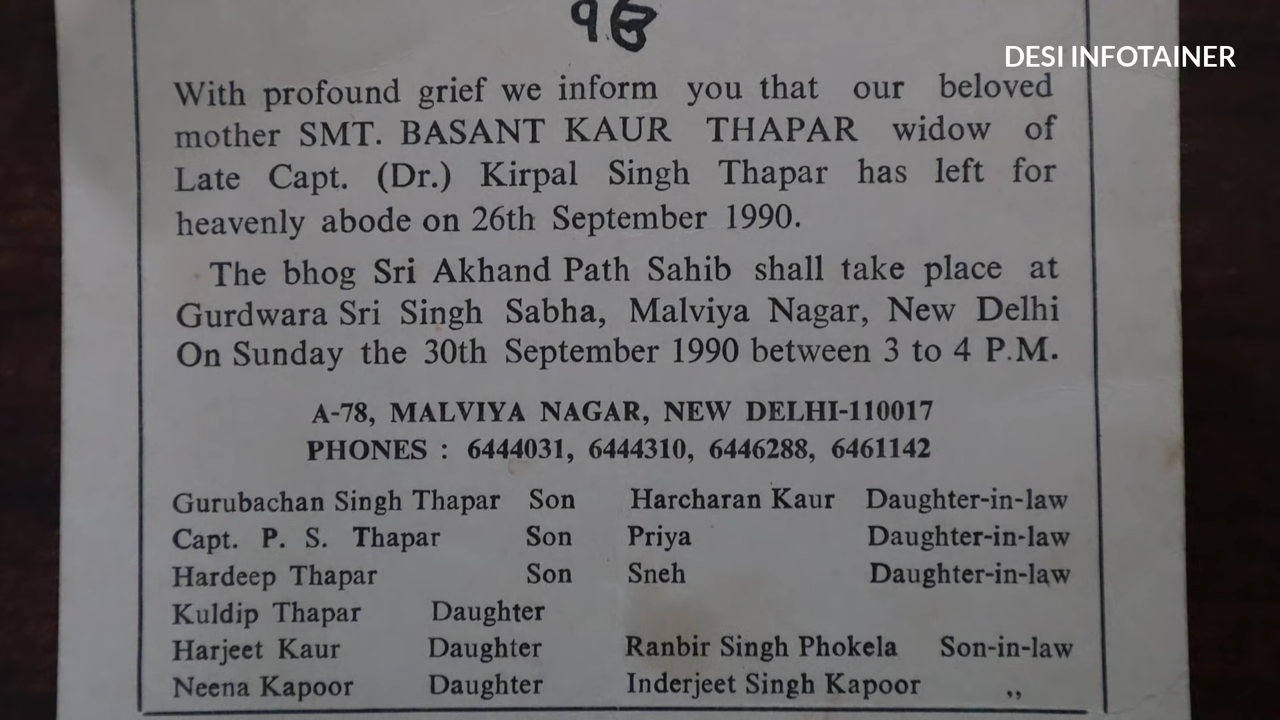 ੴ
DESI INFOTAINER
With profound grief we inform you that our beloved
mother SMT. BASANT KAUR THAPAR widow of
Late Capt. (Dr.) Kirpal Singh Thapar has left for
heavenly abode on 26th September 1990.
The bhog Sri Akhand Path Sahib shall take place at
Gurdwara Sri Singh Sabha, Malviya Nagar, New Delhi
On Sunday the 30th September 1990 between 3 to 4 P.M.
A-78, MALVIYA NAGAR, NEW DELHI-110017
PHONES : 6444031, 6444310, 6446288, 6461142
Gurubachan Singh Thapar Son Harcharan Kaur Daughter-in-law
Capt. P. S. Thapar Son Priya Daughter-in-law
Hardeep Thapar Son Sneh Daughter-in-law
Kuldip Thapar Daughter
Harjeet Kaur Daughter Ranbir Singh Phokela Son-in-law
Neena Kapoor Daughter Inderjeet Singh Kapoor ,,